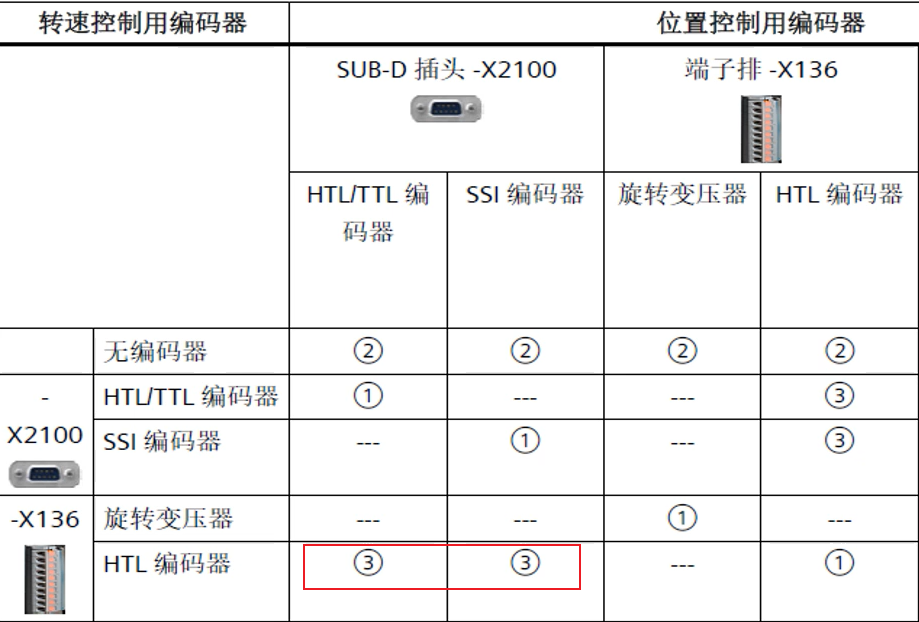 转速控制用编码器 位置控制用编码器
SUB-D 插头 -X2100 端子排 -X136
HTL/TTL 编 SSI 编码器 旋转变压器 HTL 编码器
码器
无编码器 ② ② ② ②
- HTL/TTL 编码器 ① --- --- ③
X2100 SSI 编码器 --- ① --- ③
-X136 旋转变压器 --- --- ① ---
HTL 编码器 ③ ③ --- ①